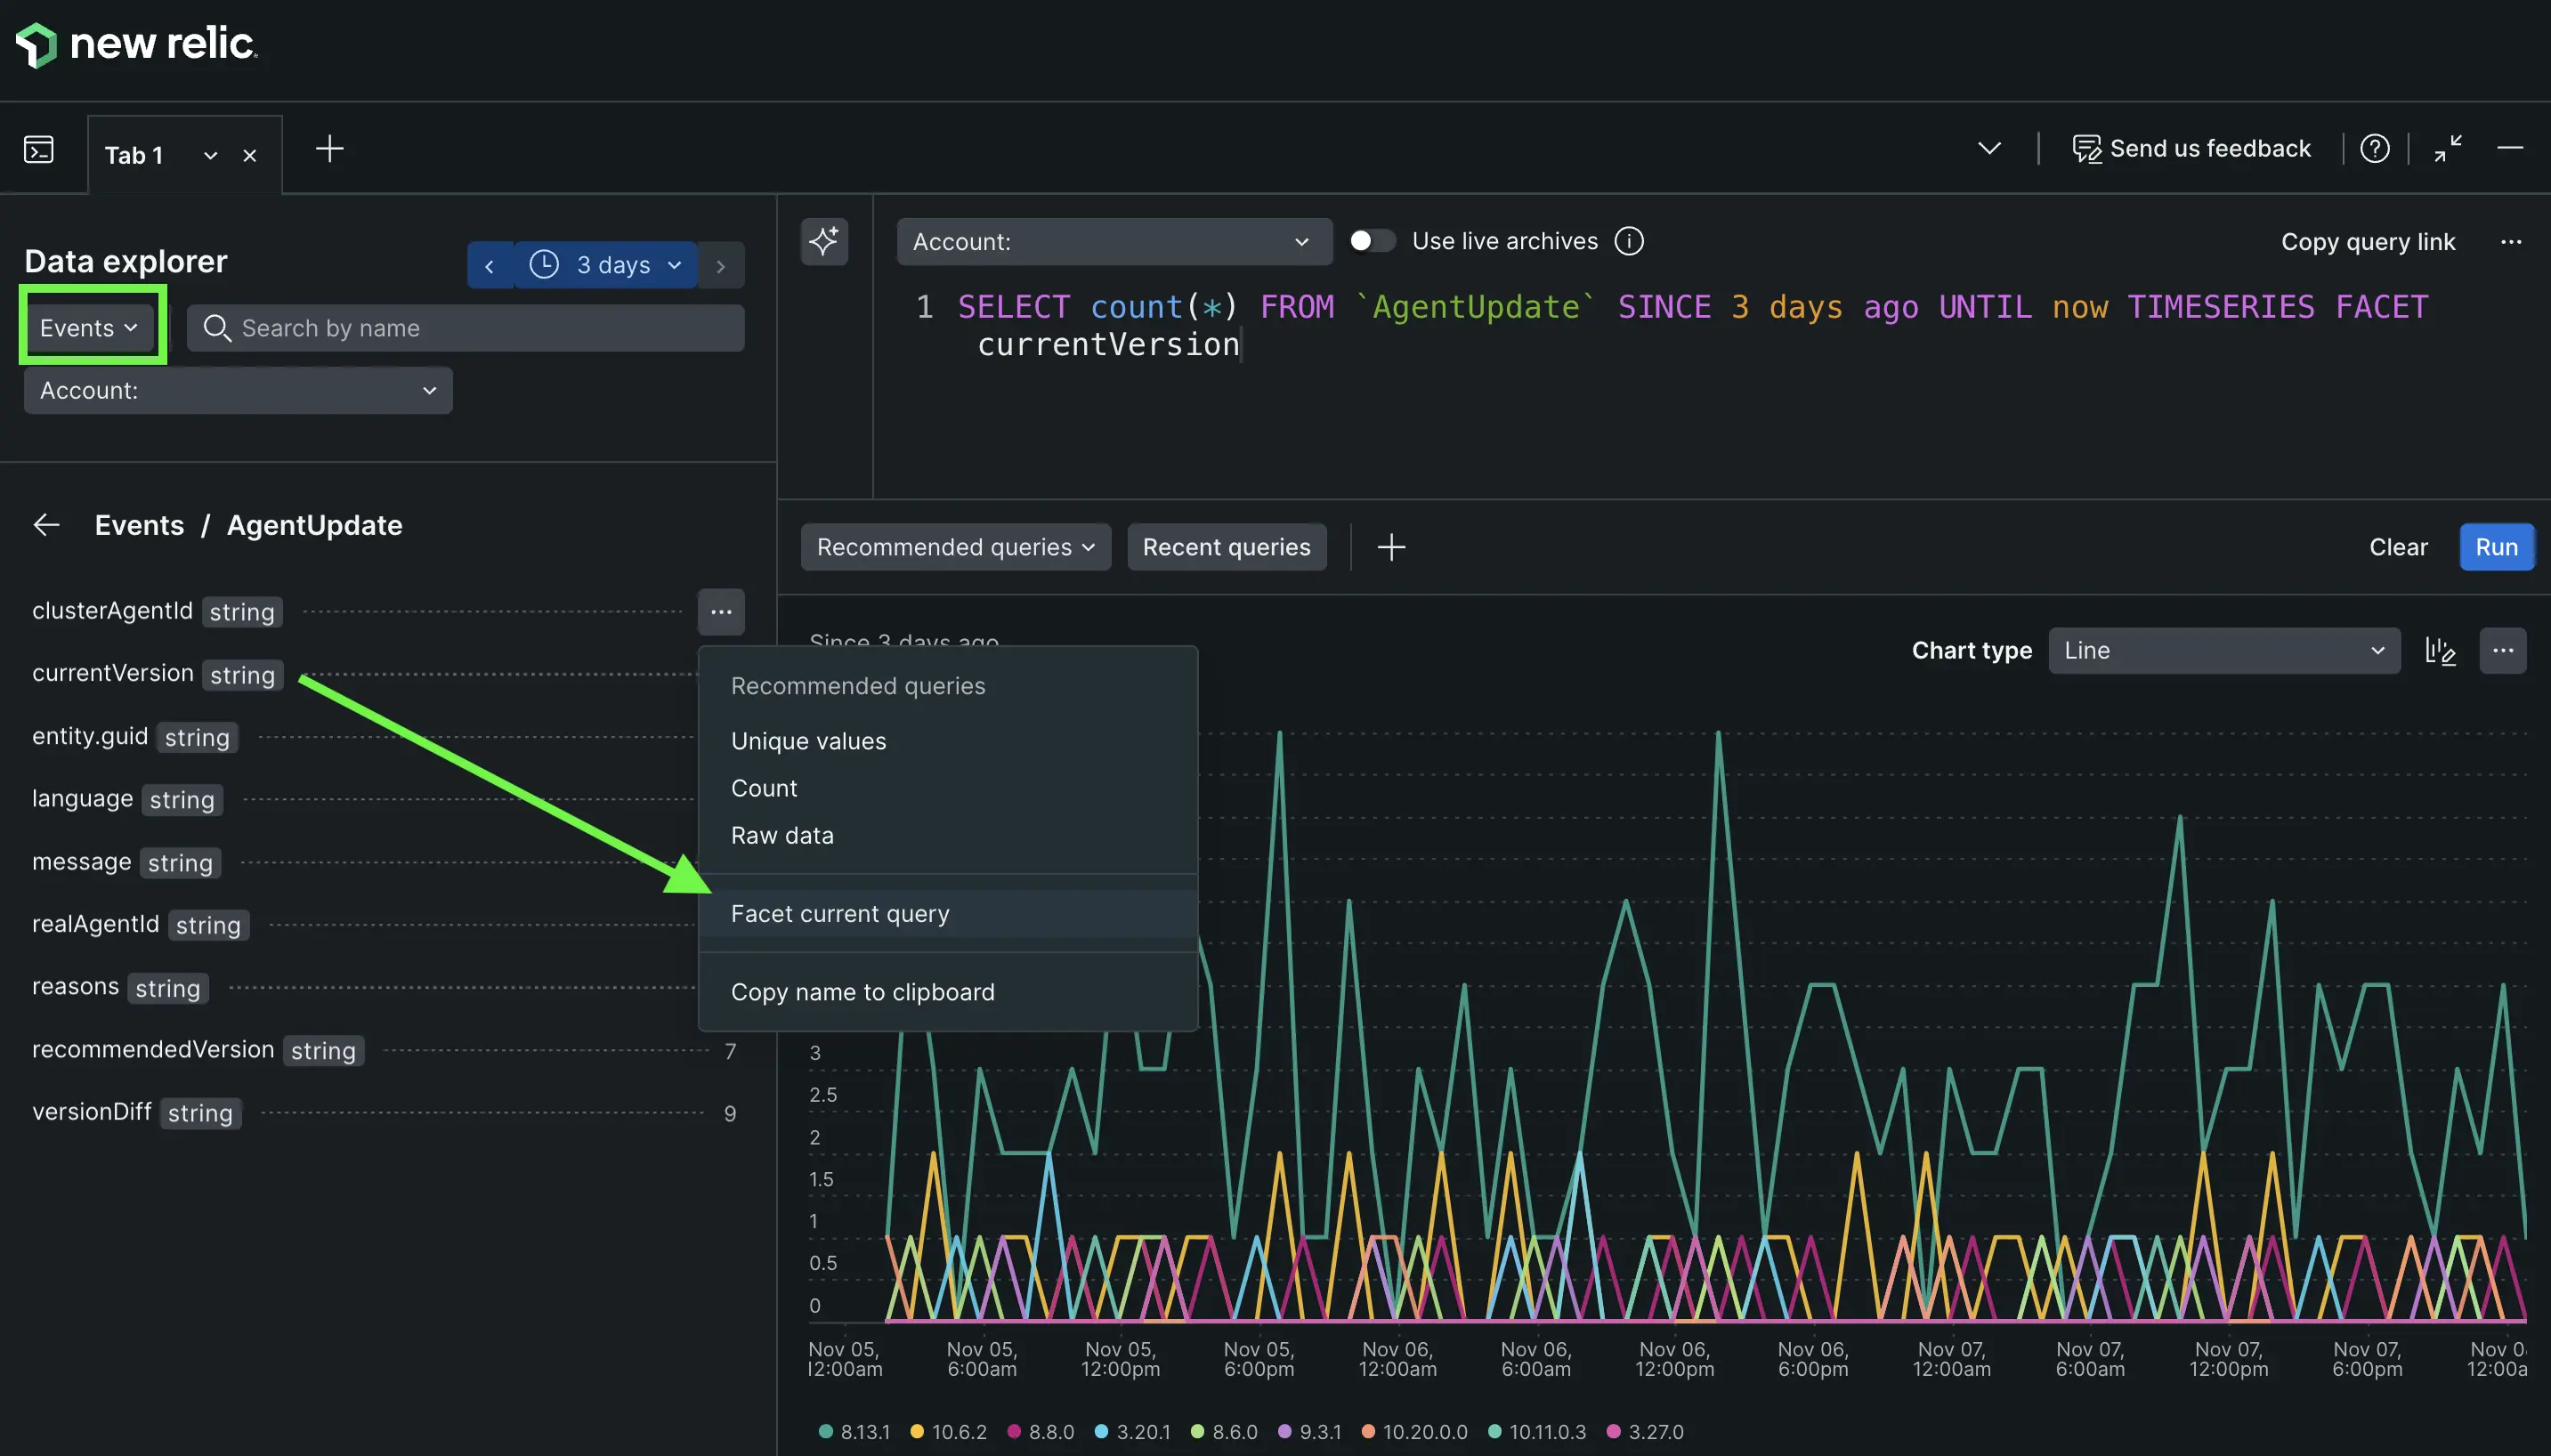 new relic
Tab 1
Send us feedback
Data explorer
3 days
Events
Search by name
Account:
Account:
Use live archives
Copy query link
1 SELECT count(*) FROM `AgentUpdate` SINCE 3 days ago UNTIL now TIMESERIES FACET
currentVersion
Events / AgentUpdate
Recommended queries
Recent queries
Clear
Run
clusterAgentId string
currentVersion string
entity.guid string
language string
message string
realAgentId string
reasons string
recommendedVersion string 7
versionDiff string 9
Since 3 days ago
Chart type
Line
Recommended queries
Unique values
Count
Raw data
Facet current query
Copy name to clipboard
3
2.5
2
1.5
1
0.5
0
Nov 05, 12:00am
Nov 05, 6:00am
Nov 05, 12:00pm
Nov 05, 6:00pm
Nov 06, 12:00am
Nov 06, 6:00am
Nov 06, 12:00pm
Nov 06, 6:00pm
Nov 07, 12:00am
Nov 07, 6:00am
Nov 07, 12:00pm
Nov 07, 6:00pm
8.13.1
10.6.2
8.8.0
3.20.1
8.6.0
9.3.1
10.20.0.0
10.11.0.3
3.27.0